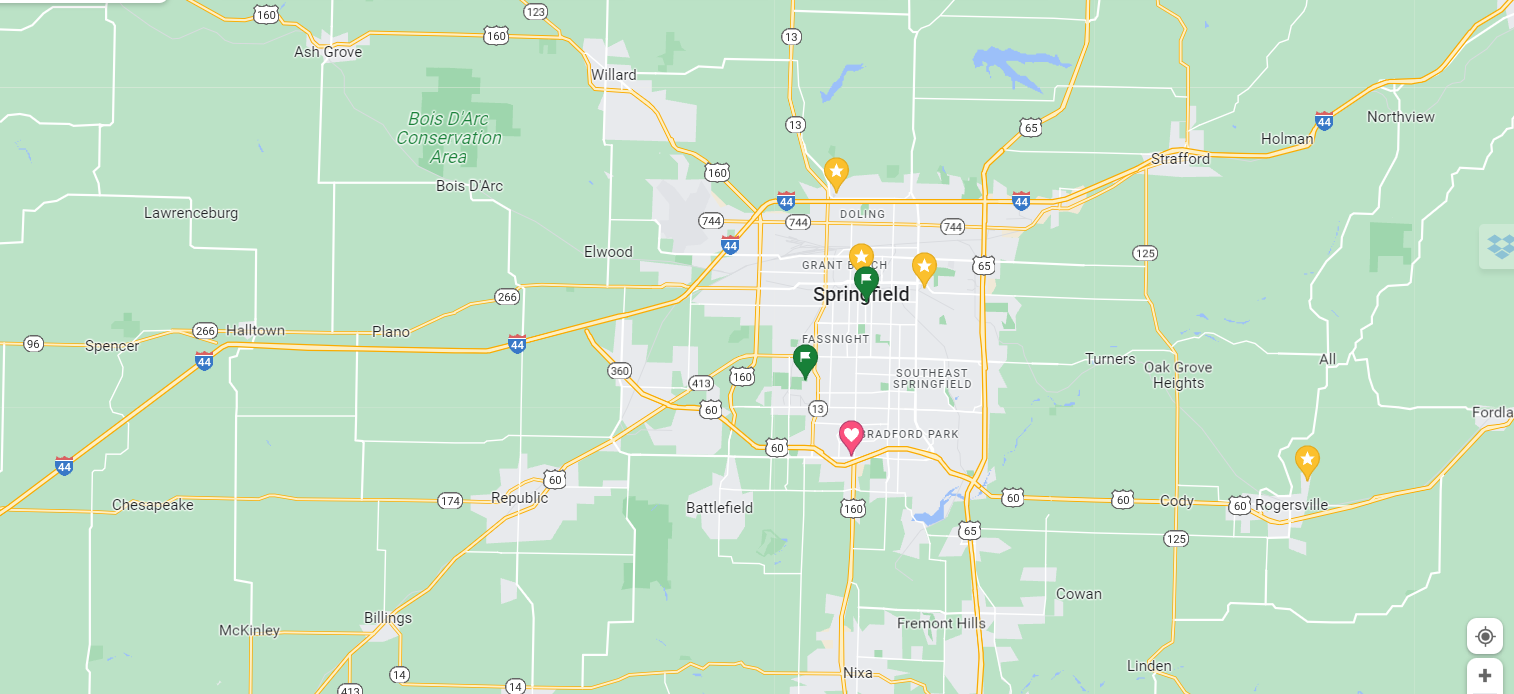 160
123
160
13
Ash Grove
Willard
Bois D'Arc
Conservation
Area
13
65
44
Northview
Holman
Strafford
160
Bois D'Arc
44
44
Lawrenceburg
744
744
DOLING
744
44
Elwood
125
GRANT B CH
65
266
Springfield
266
Halltown
Plano
96
Spencer
44
44
FASSNIGHT
Turners
All
Oak Grove
Heights
360
413
160
SOUTHEAST
SPRINGFIELD
60
13
Fordla
BRADFORD PARK
60
44
60
Chesapeake
174
Republic
Battlefield
160
60
60
Cody
60
Rogersville
65
125
Cowan
Billings
McKinley
Fremont Hills
Linden
14
Nixa
413
14